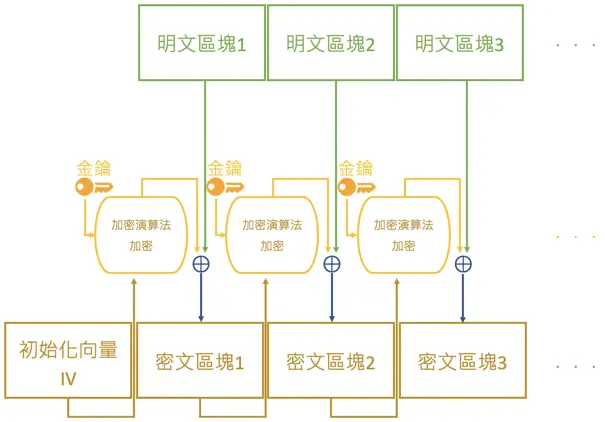 明文區塊1
明文區塊2
明文區塊3
. . .
金鑰
金鑰
金鑰
加密演算法
加密
加密演算法
加密
加密演算法
加密
. . .
初始化向量
IV
密文區塊1
密文區塊2
密文區塊3
. . .